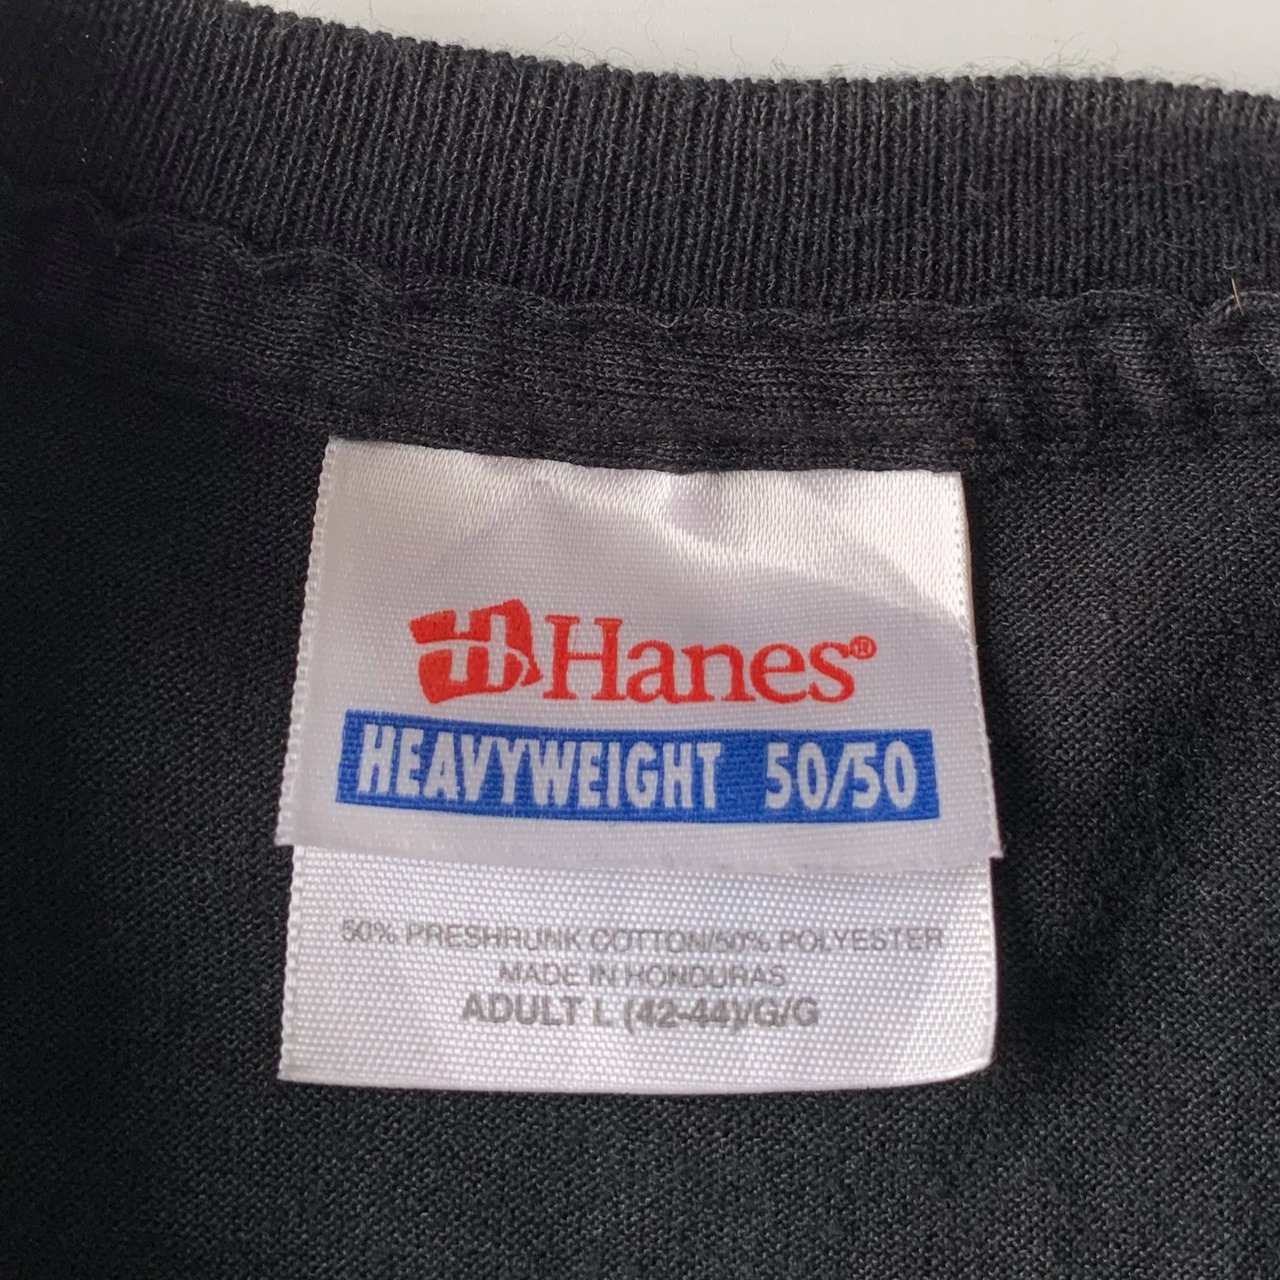 Hanes®
HEAVYWEIGHT 50/50
50% PRESHRUNK COTTON/50% POLYESTER
MADE IN HONDURAS
ADULT L (42-44)/G/G